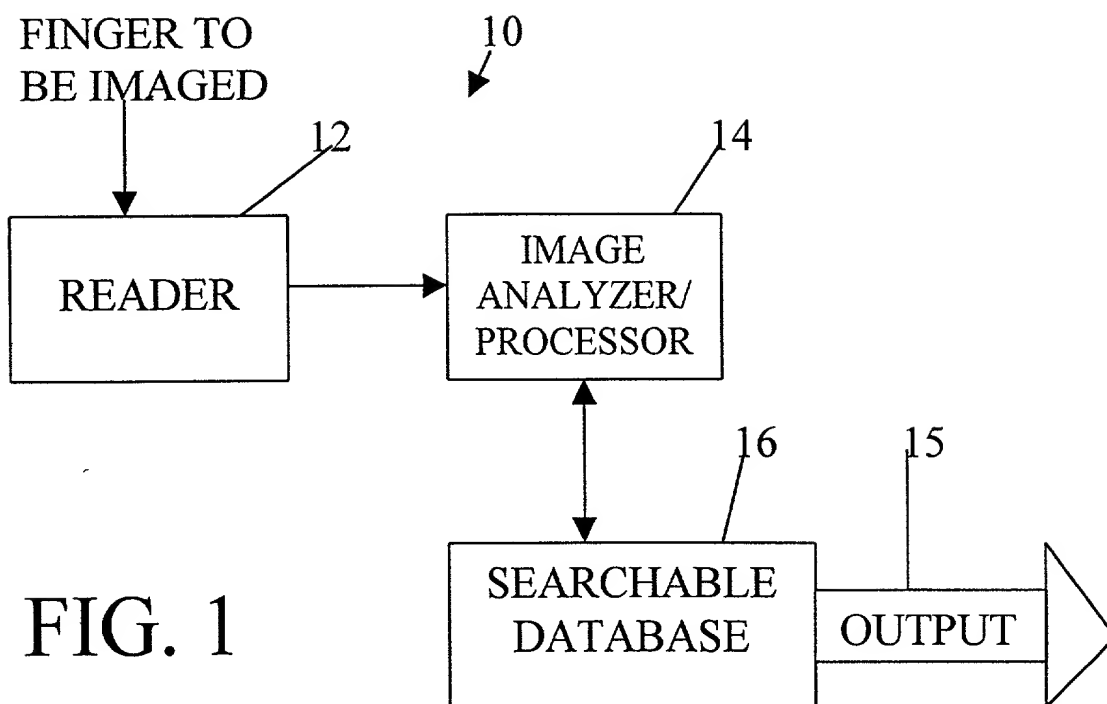 FINGER TO
BE IMAGED
10
12
14
READER
IMAGE
ANALYZER/
PROCESSOR
16
15
SEARCHABLE
DATABASE
OUTPUT
FIG. 1